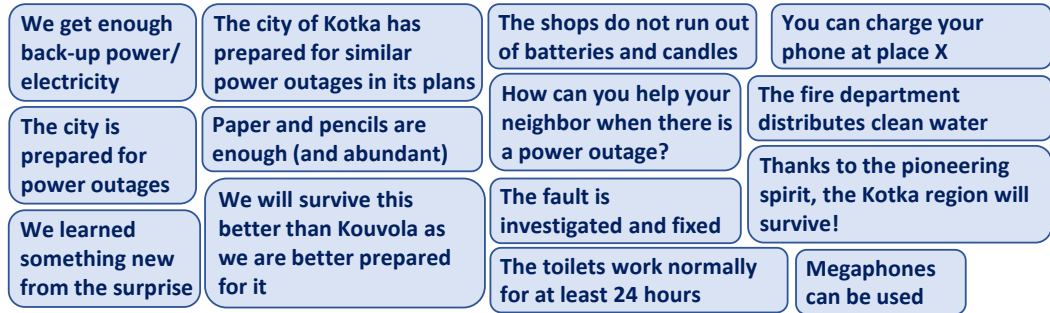 We get enough
back-up power/
electricity
The city is
prepared for
power outages
We learned
something new
from the surprise
The city of Kotka has
prepared for similar
power outages in its plans
Paper and pencils are
enough (and abundant)
We will survive this
better than Kouvola as
we are better prepared
for it
The shops do not run out
of batteries and candles
How can you help your
neighbor when there is
a power outage?
The fault is
investigated and fixed
The toilets work normally
for at least 24 hours
You can charge your
phone at place X
The fire department
distributes clean water
Thanks to the pioneering
spirit, the Kotka region will
survive!
Megaphones
can be used